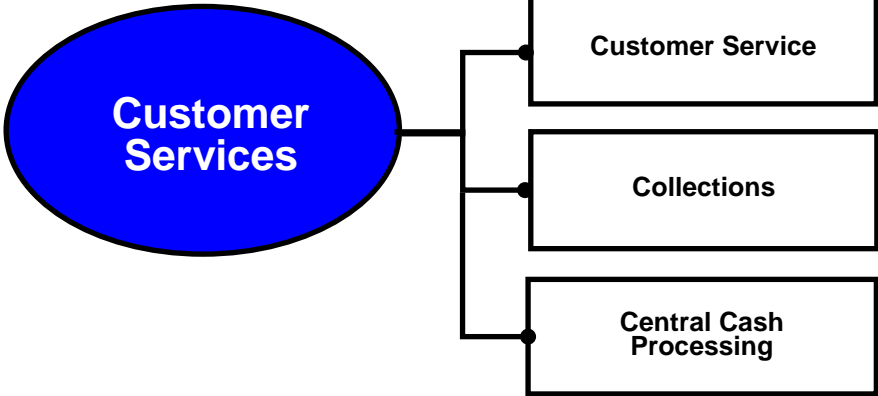 Customer
Services
Customer Service
Collections
Central Cash
Processing